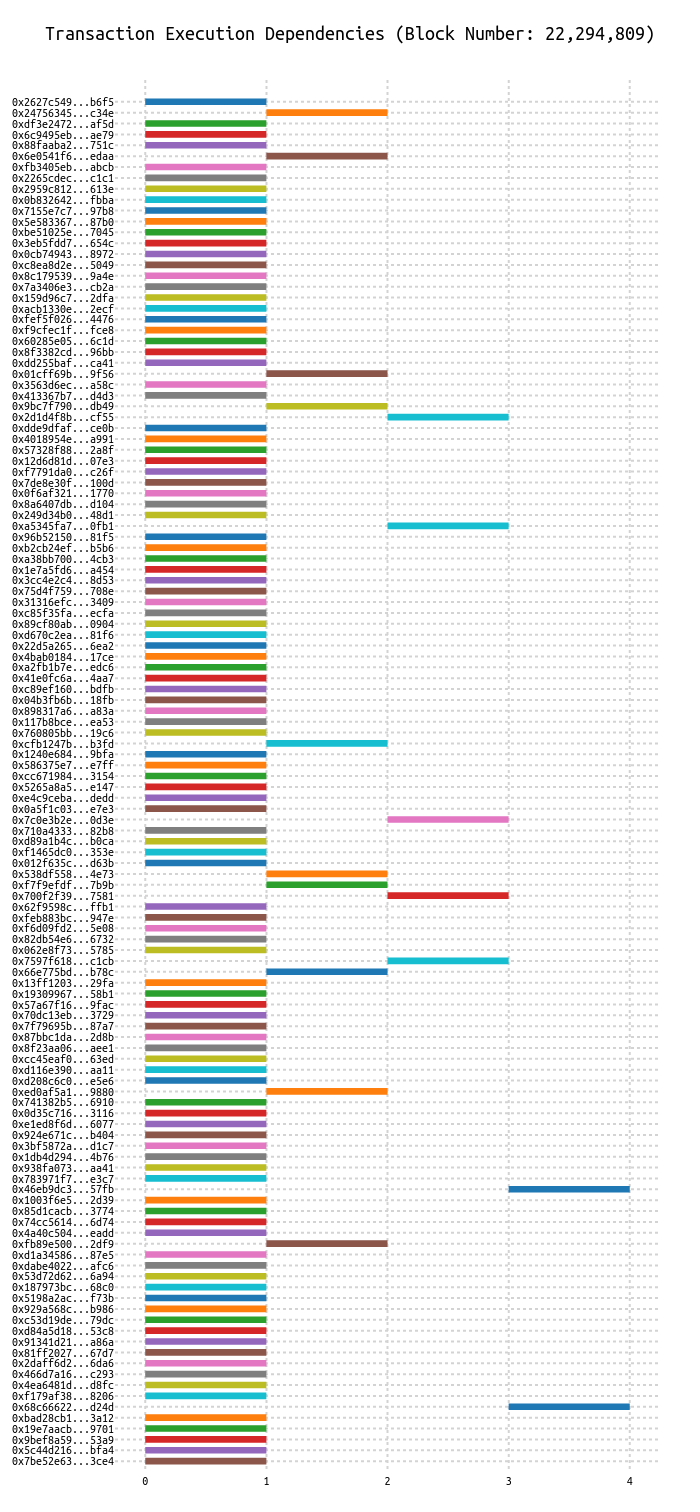 Transaction Execution Dependencies (Block Number: 22,294,809)
0x2627c549...b6f5
0x24756345...c34e
0xdf3e2472...af5d
0x6c9495eb...ae79
0x88faaba2...751c
0x6e0541f6...edaa
0xfb3405eb...abcb
0x2265cdec...c1c1
0x2959c812...613e
0x0b832642...fbba
0x7155e7c7...97b8
0x5e583367...87b0
0xbe51025e...7045
0x3eb5fdd7...654c
0x0cb74943...8972
0xc8ea8d2e...5049
0x8c179539...9a4e
0x7a3406e3...cb2a
0x159d96c7...2dfa
0xacb1330e...2ecf
0xfef5f026...4476
0xf9cfec1f...fce8
0x60285e05...6c1d
0x8f3382cd...96bb
0xdd255baf...ca41
0x01cff69b...9f56
0x3563d6ec...a58c
0x413367b7...d4d3
0x9bc7f790...db49
0x2d1d4f8b...cf55
0xdde9dfaf...ce0b
0x4018954e...a991
0x57328f88...2a8f
0x12d6d81d...07e3
0xf7791da0...c26f
0x7de8e30f...100d
0x0f6af321...1770
0x8a6407db...d104
0x249d34b0...48d1
0xa5345fa7...0fb1
0x96b52150...81f5
0xb2cb24ef...b5b6
0xa38bb700...4cb3
0x1e7a5fd6...a454
0x3cc4e2c4...8d53
0x75d4f759...708e
0x31316efc...3409
0xc85f35fa...ecfa
0x89cf80ab...0904
0xd670c2ea...81f6
0x22d5a265...6ea2
0x4bab0184...17ce
0xa2fb1b7e...edc6
0x41e0fc6a...4aa7
0xc89ef160...bdfb
0x04b3fb6b...18fb
0x898317a6...a83a
0x117b8bce...ea53
0x760805bb...19c6
0xcfb1247b...b3fd
0x1240e684...9bfa
0x586375e7...e7ff
0xcc671984...3154
0x5265a8a5...e147
0xe4c9ceba...dedd
0x0a5f1c03...e7e3
0x7c0e3b2e...0d3e
0x710a4333...82b8
0xd89a1b4c...b0ca
0xf1465dc0...353e
0x012f635c...d63b
0x538df558...4e73
0xf7f9efdf...7b9b
0x700f2f39...7581
0x62f9598c...ffb1
0xfeb883bc...947e
0xf6d09fd2...5e08
0x82db54e6...6732
0x062e8f73...5785
0x7597f618...c1cb
0x66e775bd...b78c
0x13ff1203...29fa
0x19309967...58b1
0x57a67f16...9fac
0x70dc13eb...3729
0x7f79695b...87a7
0x87bbc1da...2d8b
0x8f23aa06...aee1
0xcc45eaf0...63ed
0xd116e390...aa11
0xd208c6c0...e5e6
0xed0af5a1...9880
0x741382b5...6910
0x0d35c716...3116
0xe1ed8f6d...6077
0x924e671c...b404
0x3bf5872a...d1c7
0x1db4d294...4b76
0x938fa073...aa41
0x783971f7...e3c7
0x46eb9dc3...57fb
0x1003f6e5...2d39
0x85d1cacb...3774
0x74cc5614...6d74
0x4a40c504...eadd
0xfb89e500...2df9
0xd1a34586...87e5
0xdabe4022...afc6
0x53d72d62...6a94
0x187973bc...68c0
0x5198a2ac...f73b
0x929a568c...b986
0xc53d19de...79dc
0xd84a5d18...53c8
0x91341d21...a86a
0x81ff2027...67d7
0x2daff6d2...6da6
0x466d7a16...c293
0x4ea6481d...d8fc
0xf179af38...8206
0x68c66622...d24d
0xbad28cb1...3a12
0x19e7aacb...9701
0x9bef8a59...53a9
0x5c44d216...bfa4
0x7be52e63...3ce4
0 1 2 3 4